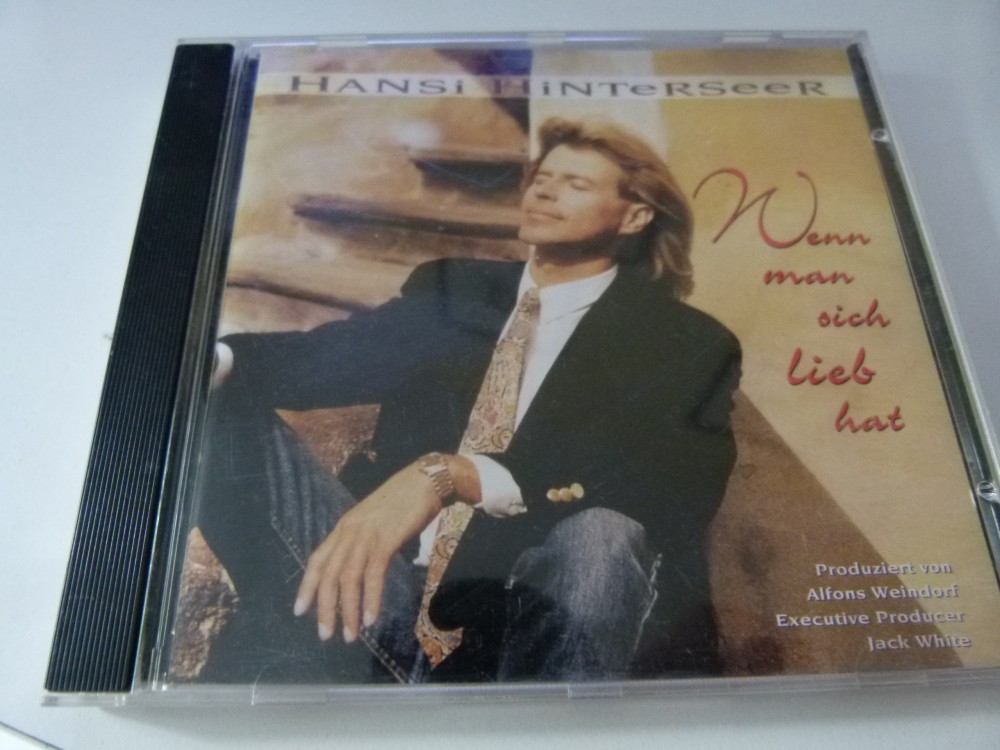 HANSi HiNTeRSeeR
Wenn
man
sich
lieb
hat
Produziert von
Alfons Weindorf
Executive Producer
Jack White